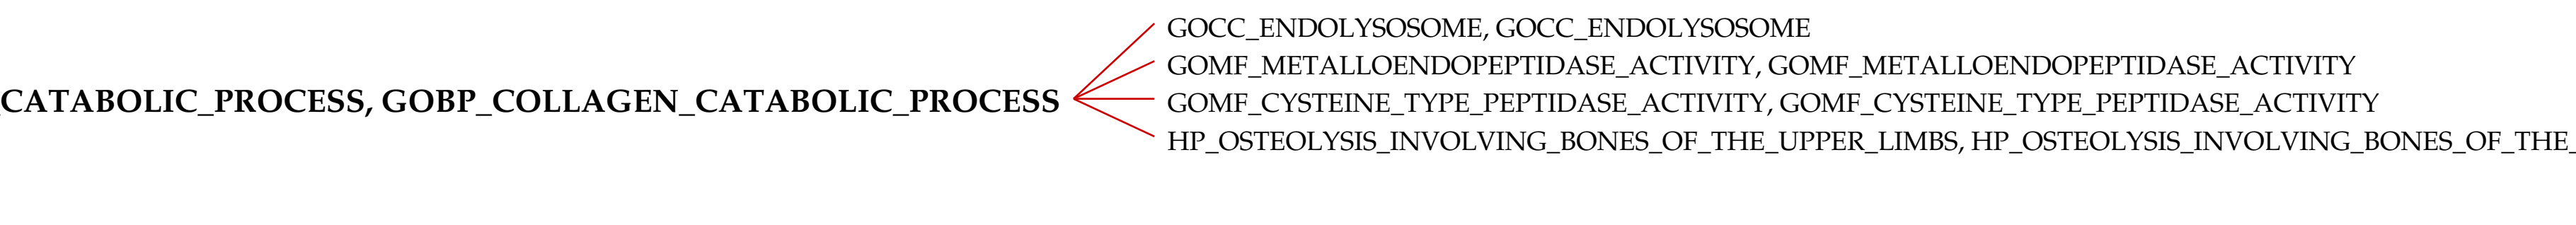 GOCC_ENDOLYSOSOME, GOCC_ENDOLYSOSOME
GOMF_METALLOENDOPEPTIDASE_ACTIVITY, GOMF_METALLOENDOPEPTIDASE_ACTIVITY
CATABOLIC_PROCESS, GOBP_COLLAGEN_CATABOLIC_PROCESS
GOMF_CYSTEINE_TYPE_PEPTIDASE_ACTIVITY, GOMF_CYSTEINE_TYPE_PEPTIDASE_ACTIVITY
HP_OSTEOLYSIS_INVOLVING_BONES_OF_THE_UPPER_LIMBS, HP_OSTEOLYSIS_INVOLVING_BONES_OF_THE_